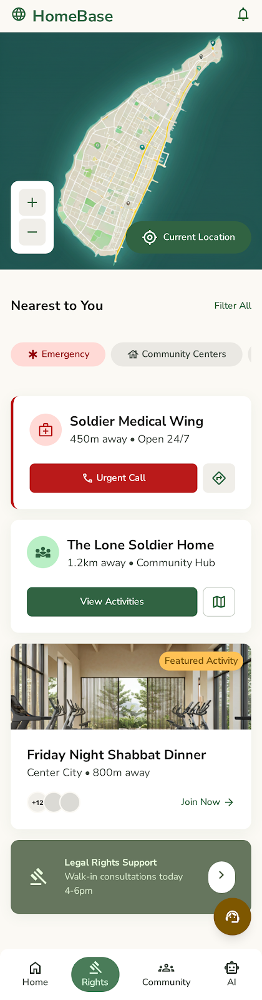 HomeBase
+
−
Current Location
Nearest to You
Filter All
Emergency
Community Centers
Soldier Medical Wing
450m away • Open 24/7
Urgent Call
The Lone Soldier Home
1.2km away • Community Hub
View Activities
Featured Activity
Friday Night Shabbat Dinner
Center City • 800m away
+12
Join Now →
Legal Rights Support
Walk-in consultations today
4-6pm
Home
Rights
Community
AI